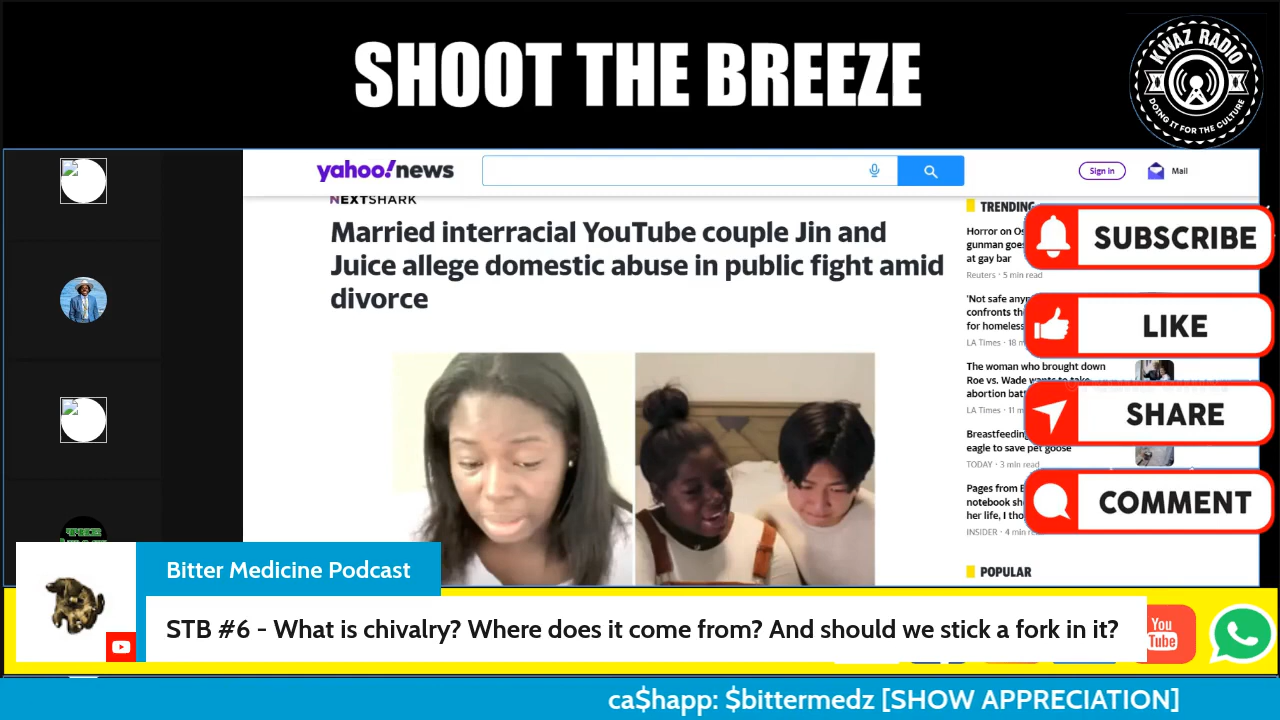 SHOOT THE BREEZE
KWAZ RADIO
DOING IT FOR THE CULTURE
yahoo!news
Sign in
Mail
NEXTSHARK
Married interracial YouTube couple Jin and
Juice allege domestic abuse in public fight amid
divorce
TRENDING
Horror on
gunman
at gay bar
Reuters · 5 min read
'Not safe
confronts
for
LA Times · 18
The woman who brought down
Roe vs. Wade wants to take
abortion
LA Times · 11
Breastfeeding
eagle to save pet goose
TODAY · 3 min read
Pages from
notebook
her life, I
INSIDER · 4 min
POPULAR
SUBSCRIBE
LIKE
SHARE
COMMENT
Bitter Medicine Podcast
STB #6 - What is chivalry? Where does it come from? And should we stick a fork in it?
You
Tube
ca$happ: $bittermedz [SHOW APPRECIATION]